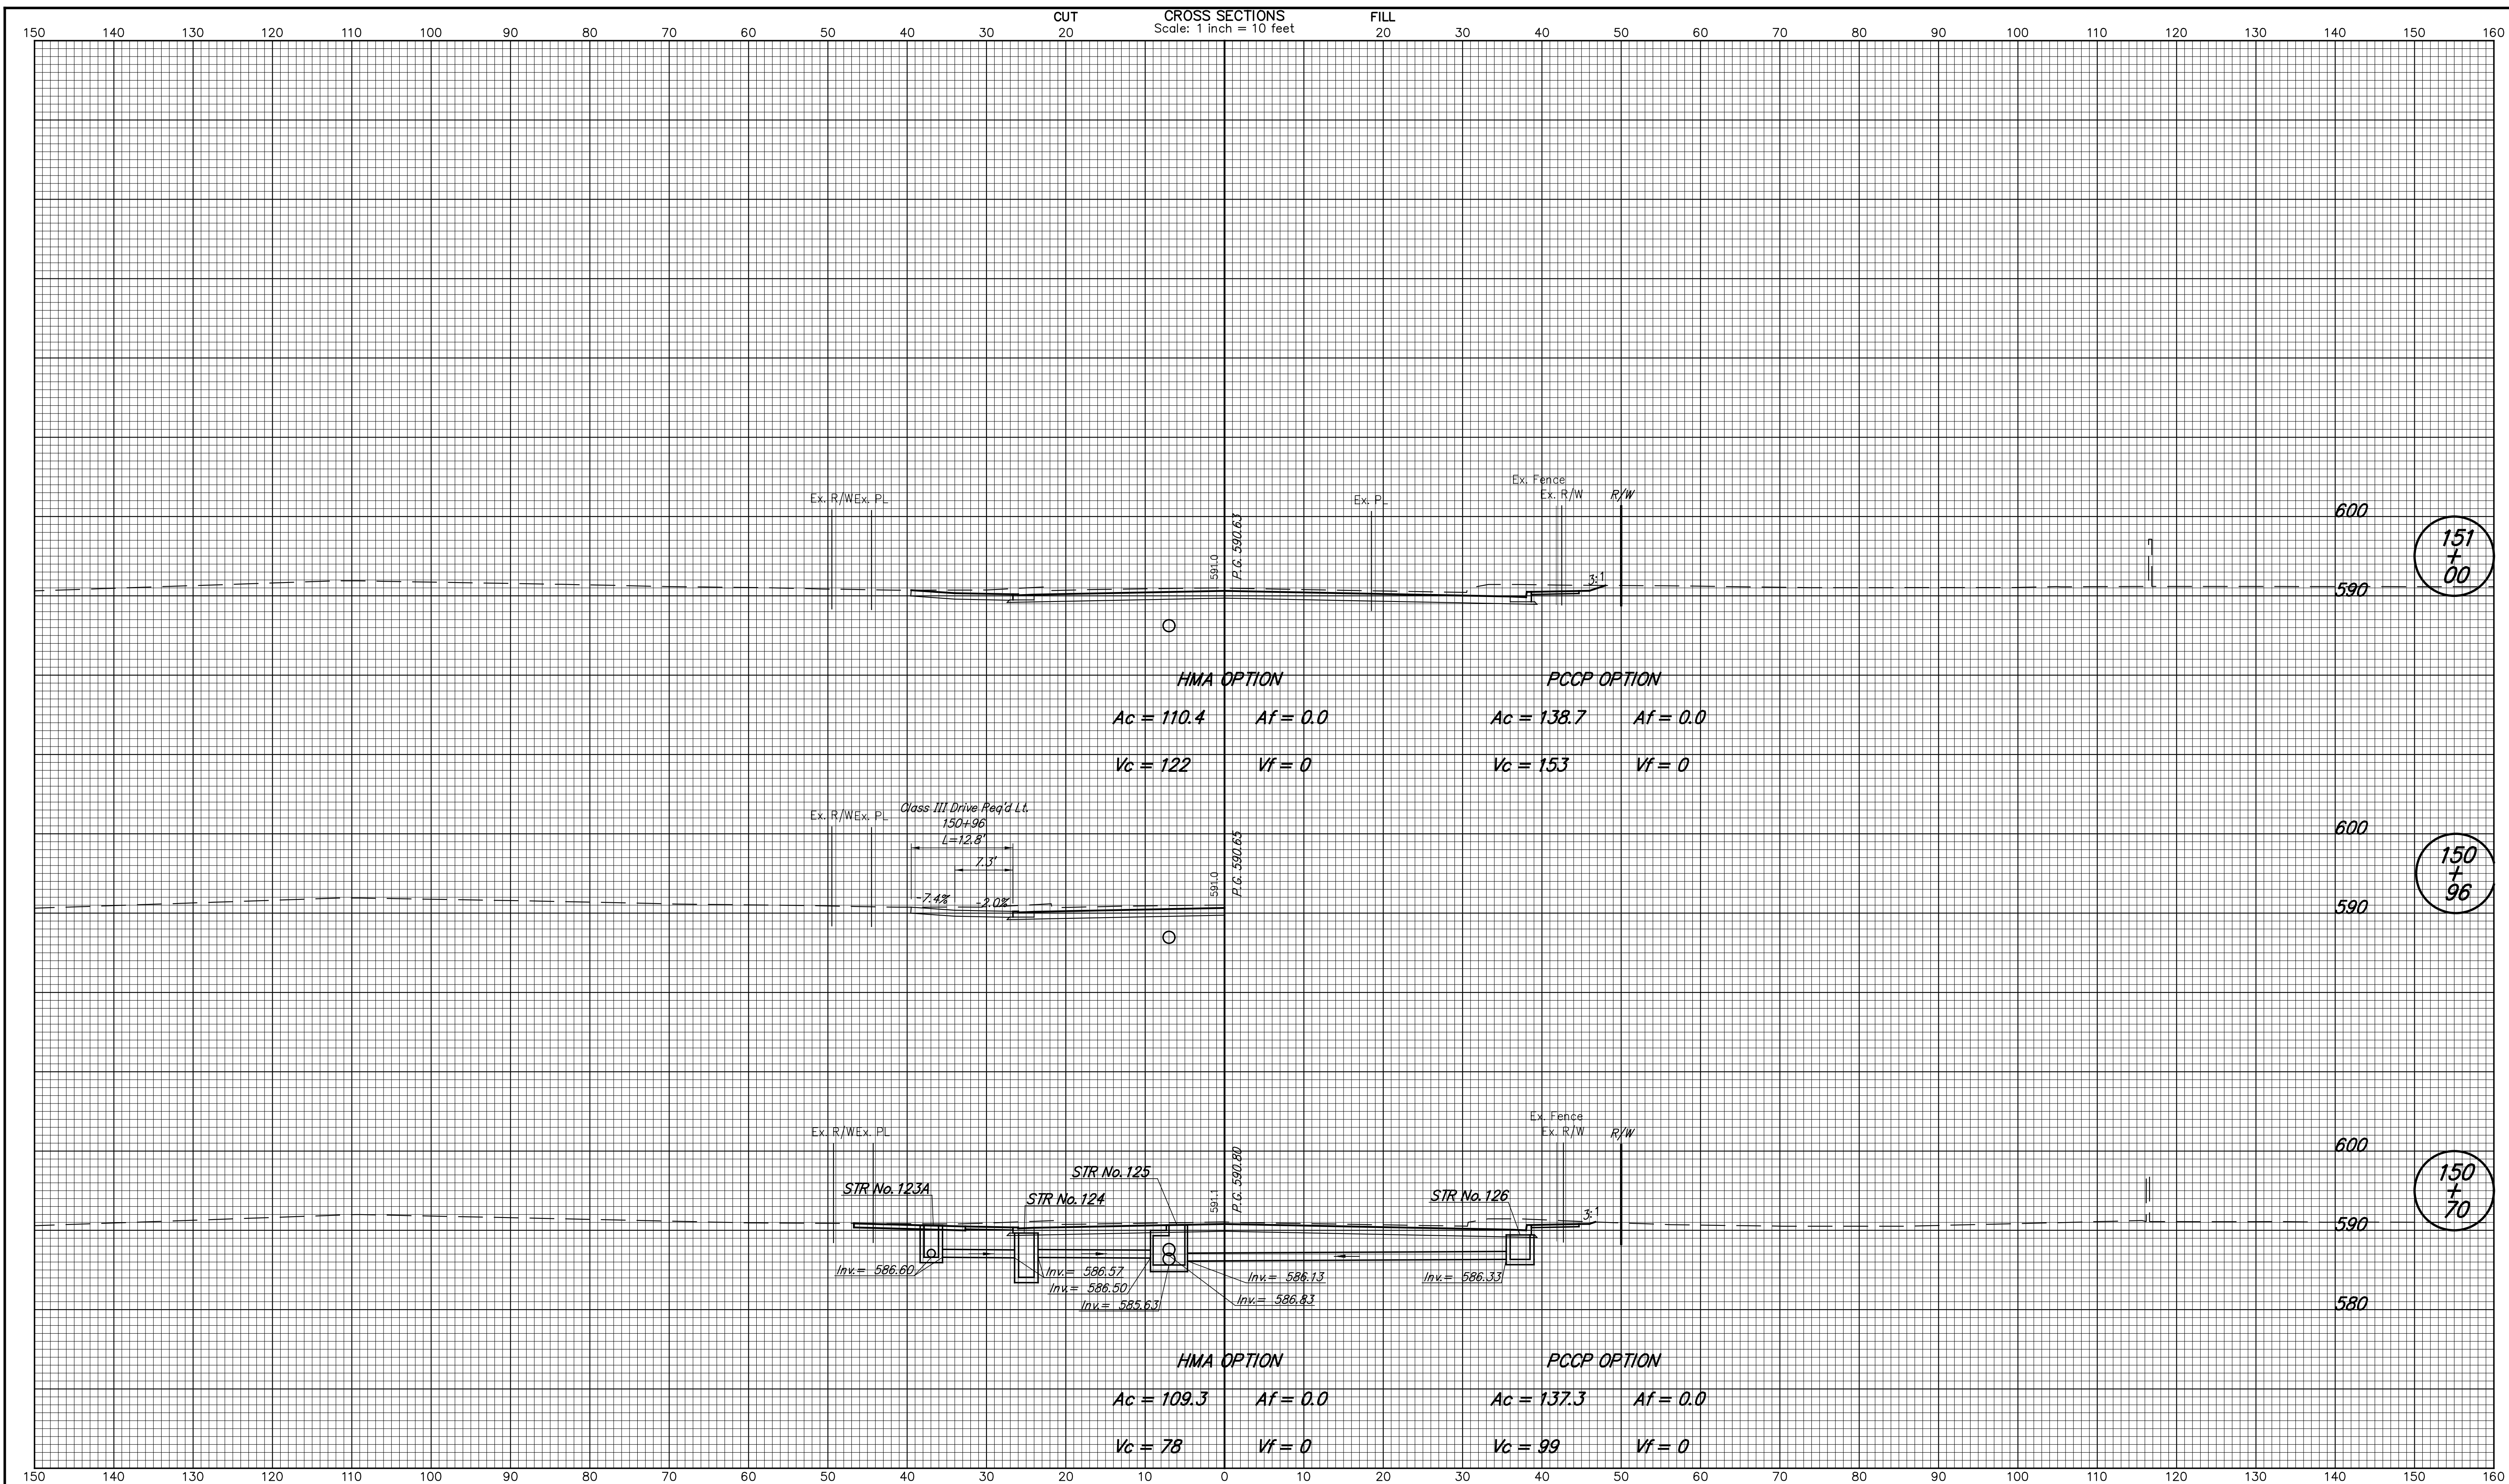 CUT CROSS SECTIONS FILL
Scale: 1 inch = 10 feet
150 140 130 120 110 100 90 80 70 60 50 40 30 20 20 30 40 50 60 70 80 90 100 110 120 130 140 150 160
Ex. Fence
Ex. R/W Ex. PL Ex. PL Ex. R/W R/W
600
591.0
P.G. 590.63
151
+
00
3:1
590
HMA OPTION PCCP OPTION
Ac = 110.4 Af = 0.0 Ac = 138.7 Af = 0.0
Vc = 122 Vf = 0 Vc = 153 Vf = 0
Class III Drive Req'd Lt.
Ex. R/W Ex. PL
150+96
L=12.8'
7.3'
600
591.0
P.G. 590.65
150
+
96
-7.4% -2.0%
590
Ex. Fence
Ex. R/W Ex. PL Ex. R/W R/W
600
591.1
P.G. 590.80
150
+
70
STR No. 125
STR No. 123A
STR No. 124
STR No. 126
3:1
590
Inv.= 586.60
Inv.= 586.57
Inv.= 586.13
Inv.= 586.33
Inv.= 586.50
Inv.= 585.63
Inv.= 586.83
580
HMA OPTION PCCP OPTION
Ac = 109.3 Af = 0.0 Ac = 137.3 Af = 0.0
Vc = 78 Vf = 0 Vc = 99 Vf = 0
150 140 130 120 110 100 90 80 70 60 50 40 30 20 10 0 10 20 30 40 50 60 70 80 90 100 110 120 130 140 150 160